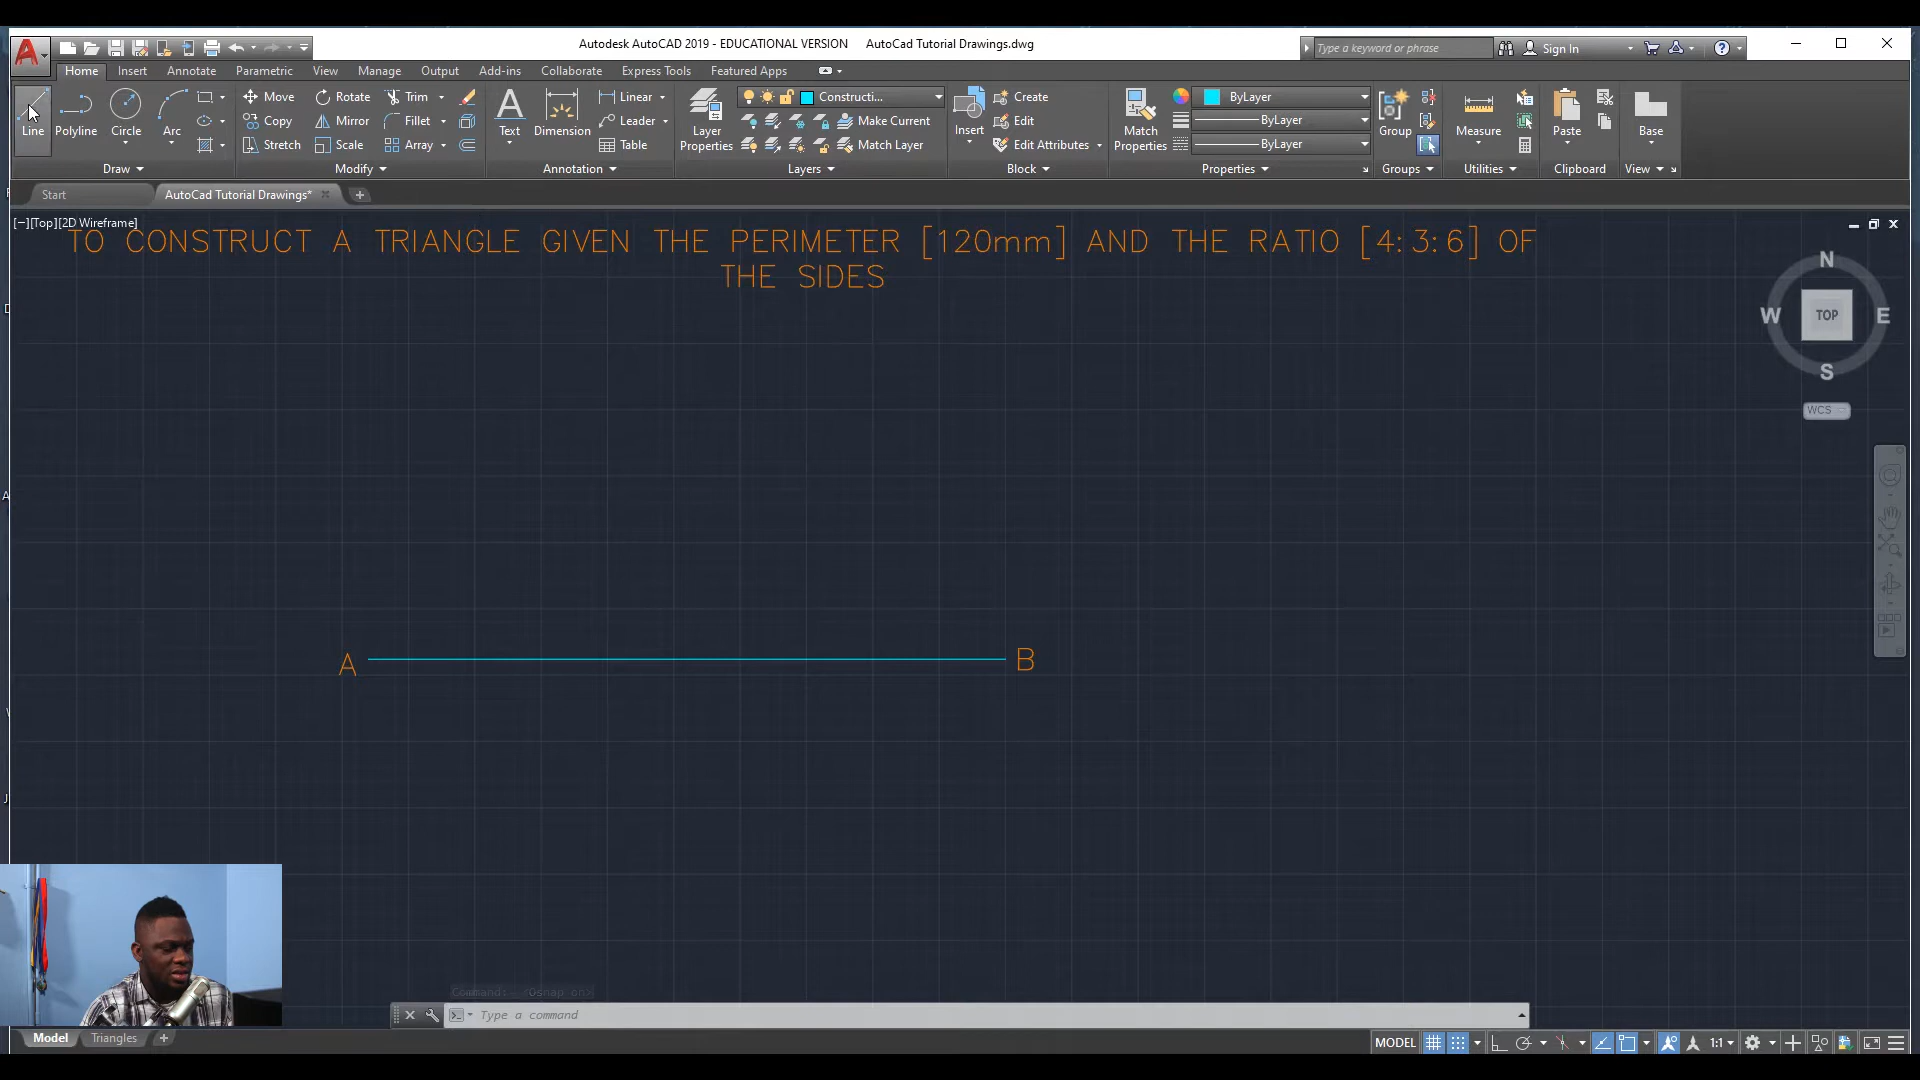 Autodesk AutoCAD 2019 - EDUCATIONAL VERSION AutoCad Tutorial Drawings.dwg
Type a keyword or phrase
Sign In
Home Insert Annotate Parametric View Manage Output Add-ins Collaborate Express Tools Featured Apps
Line Polyline Circle Arc
Move Rotate Trim
Copy Mirror Fillet
Stretch Scale Array
Text Dimension
Linear
Leader
Table
Layer Properties
Constructi...
Make Current
Match Layer
Insert
Create
Edit
Edit Attributes
Match Properties
ByLayer
ByLayer
ByLayer
Group
Measure
Paste
Base
Draw Modify Annotation Layers Block Properties Groups Utilities Clipboard View
Start AutoCad Tutorial Drawings*
[−][Top][2D Wireframe]
TO CONSTRUCT A TRIANGLE GIVEN THE PERIMETER [120mm] AND THE RATIO [4:3:6] OF
THE SIDES
N
W TOP E
S
WCS
A B
Command: <Osnap on>
Type a command
Model Triangles
MODEL 1:1